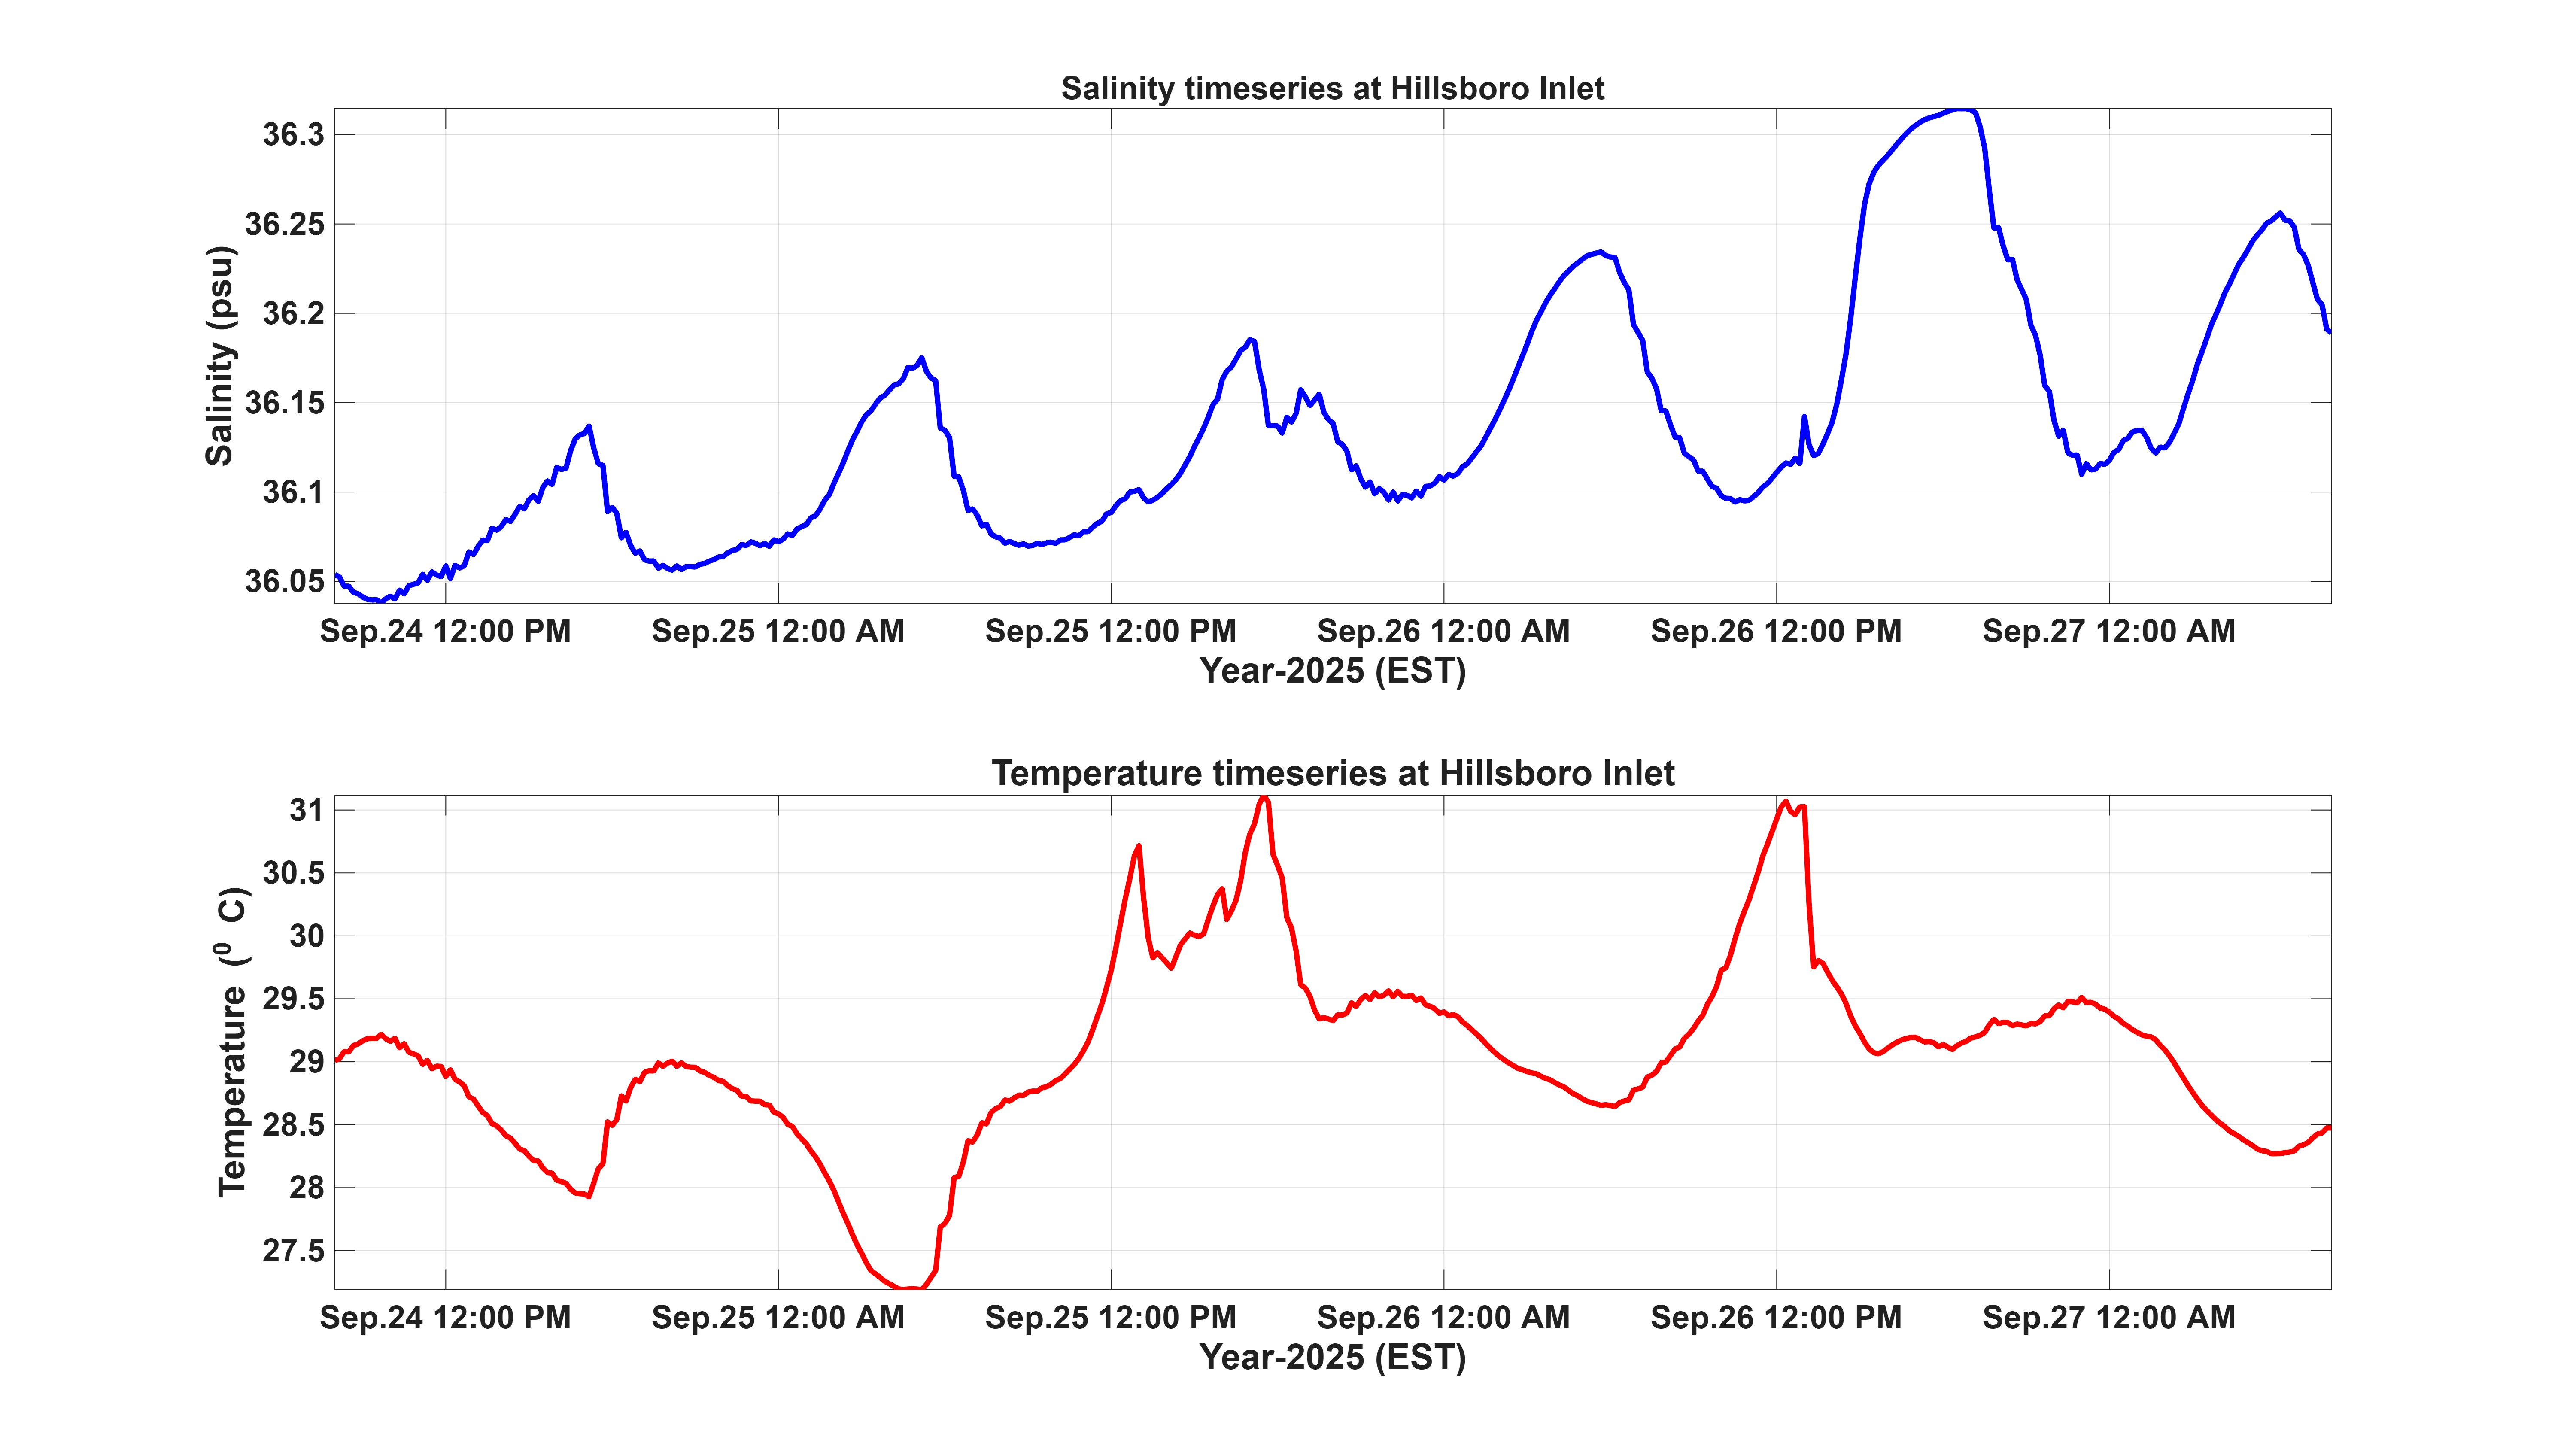 Salinity timeseries at Hillsboro Inlet
36.3
36.25
36.2
36.15
36.1
36.05
Salinity (psu)
Sep.24 12:00 PM Sep.25 12:00 AM Sep.25 12:00 PM Sep.26 12:00 AM Sep.26 12:00 PM Sep.27 12:00 AM
Year-2025 (EST)
Temperature timeseries at Hillsboro Inlet
31
30.5
30
29.5
29
28.5
28
27.5
Temperature (⁰ C)
Sep.24 12:00 PM Sep.25 12:00 AM Sep.25 12:00 PM Sep.26 12:00 AM Sep.26 12:00 PM Sep.27 12:00 AM
Year-2025 (EST)